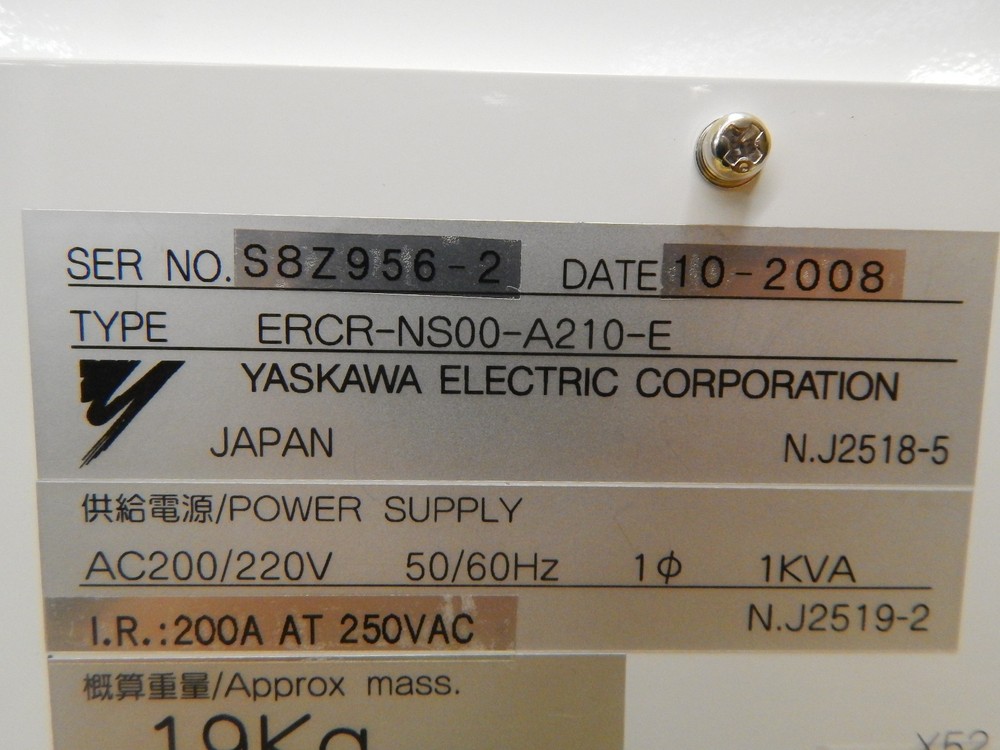 SER NO. S8Z956-2 DATE 10-2008
TYPE ERCR-NS00-A210-E
YASKAWA ELECTRIC CORPORATION
JAPAN N.J2518-5
供給電源/POWER SUPPLY
AC200/220V 50/60Hz 1ϕ 1KVA
I.R.:200A AT 250VAC N.J2519-2
概算重量/Approx mass.
19Kg